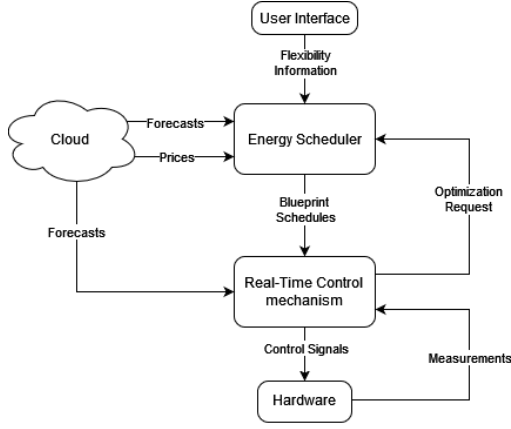 User Interface
Flexibility
Information
Forecasts
Cloud
Energy Scheduler
Prices
Blueprint
Schedules
Optimization
Request
Forecasts
Real-Time Control
mechanism
Control Signals
Measurements
Hardware